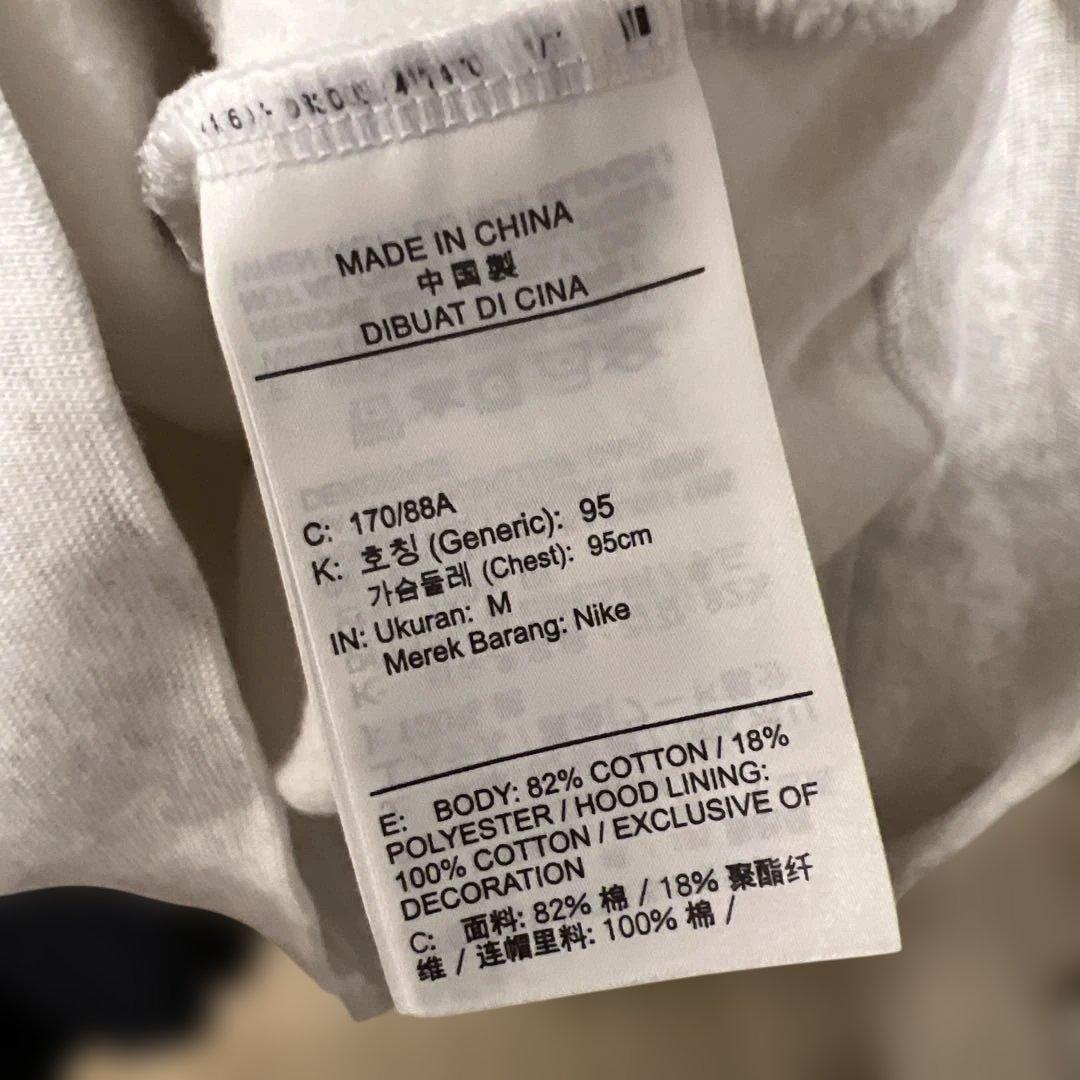 MADE IN CHINA
中国製
DIBUAT DI CINA
C: 170/88A
K: 호칭 (Generic): 95
가슴둘레 (Chest): 95cm
IN: Ukuran: M
Merek Barang: Nike
E: BODY: 82% COTTON / 18%
POLYESTER / HOOD LINING:
100% COTTON / EXCLUSIVE OF
DECORATION
C: 面料: 82% 棉 / 18% 聚酯纤
维 / 连帽里料: 100% 棉 /